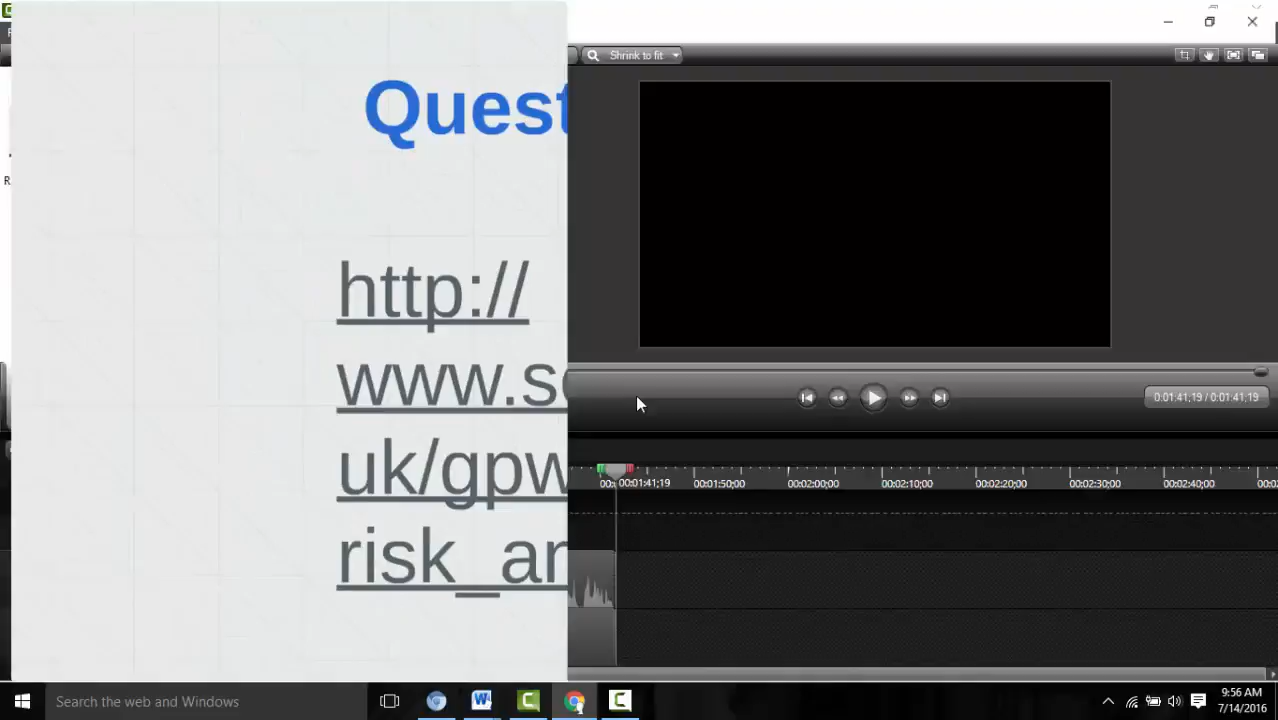 Shrink to fit
Quest
http://
www.s
uk/gpw
risk_ar
R
0:01:41;19 / 0:01:41;19
00:01:41;19
00:01:50;00
00:02:00;00
00:02:10;00
00:02:20;00
00:02:30;00
00:02:40;00
Search the web and Windows
9:56 AM
7/14/2016